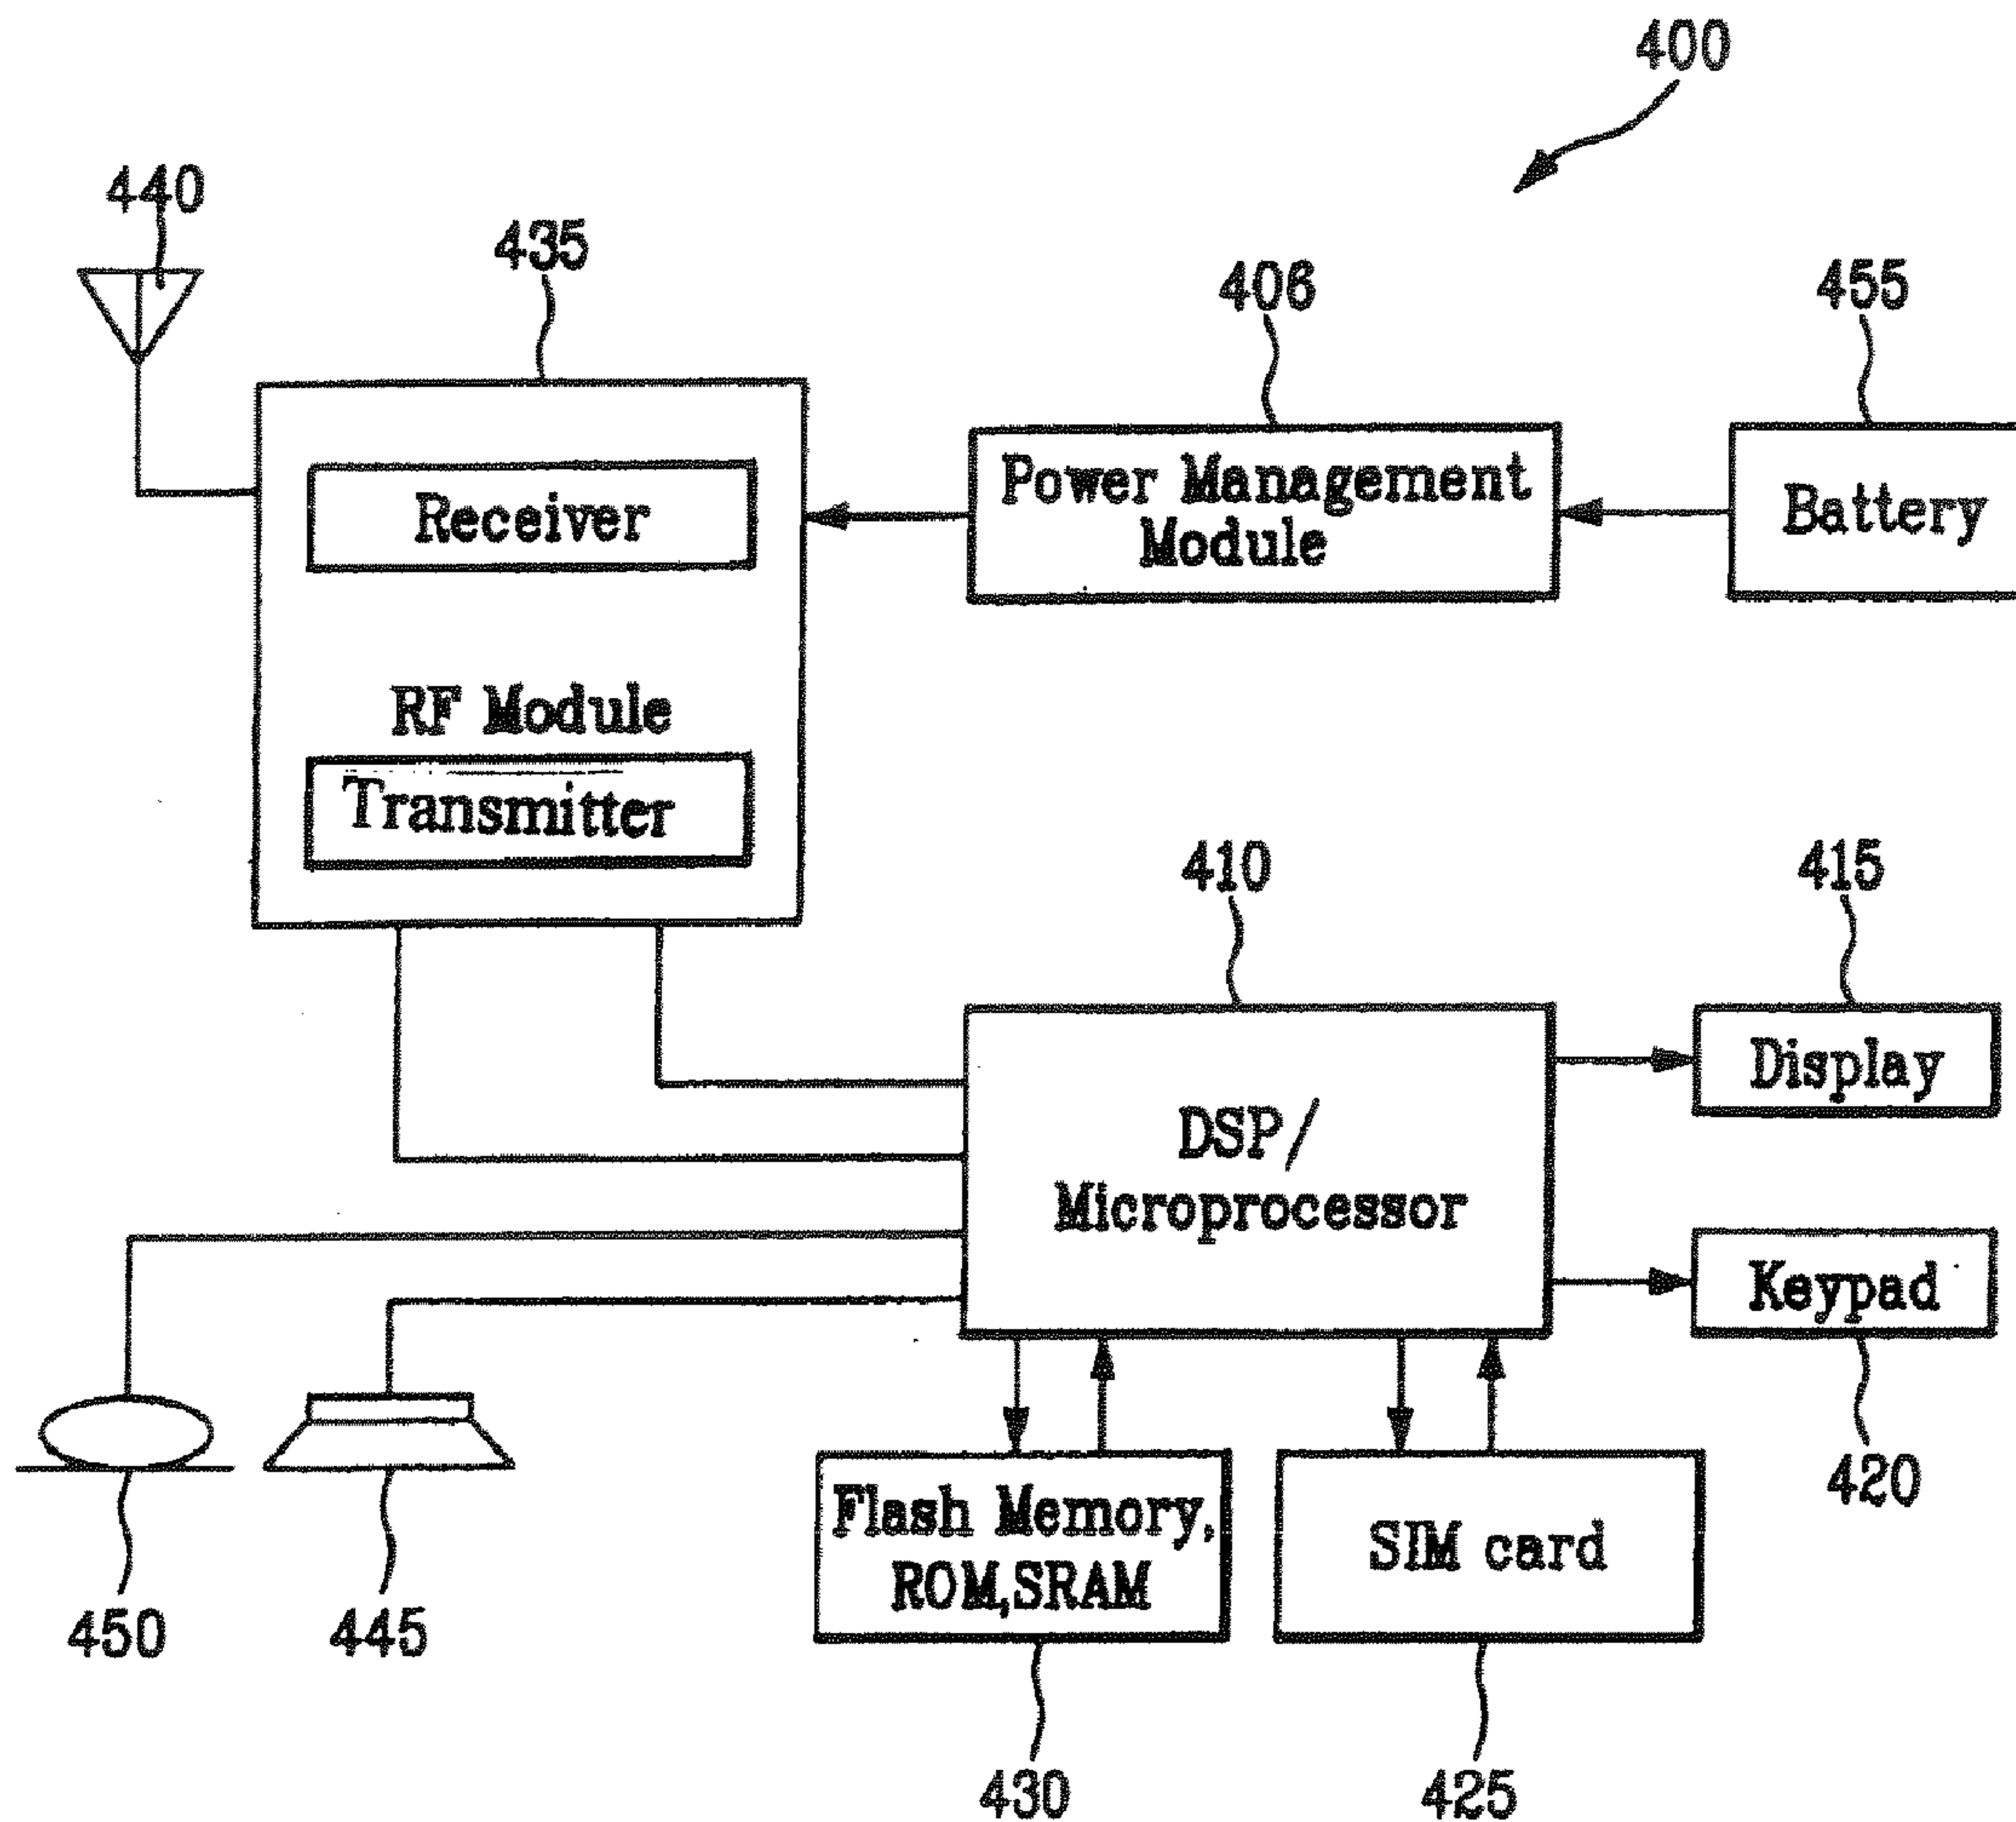 400
440
435
406
455
Receiver
Power Management
Module
Battery
RF Module
Transmitter
410
415
DSP/
Microprocessor
Display
Keypad
420
Flash Memory,
ROM,SRAM
SIM card
450
445
430
425